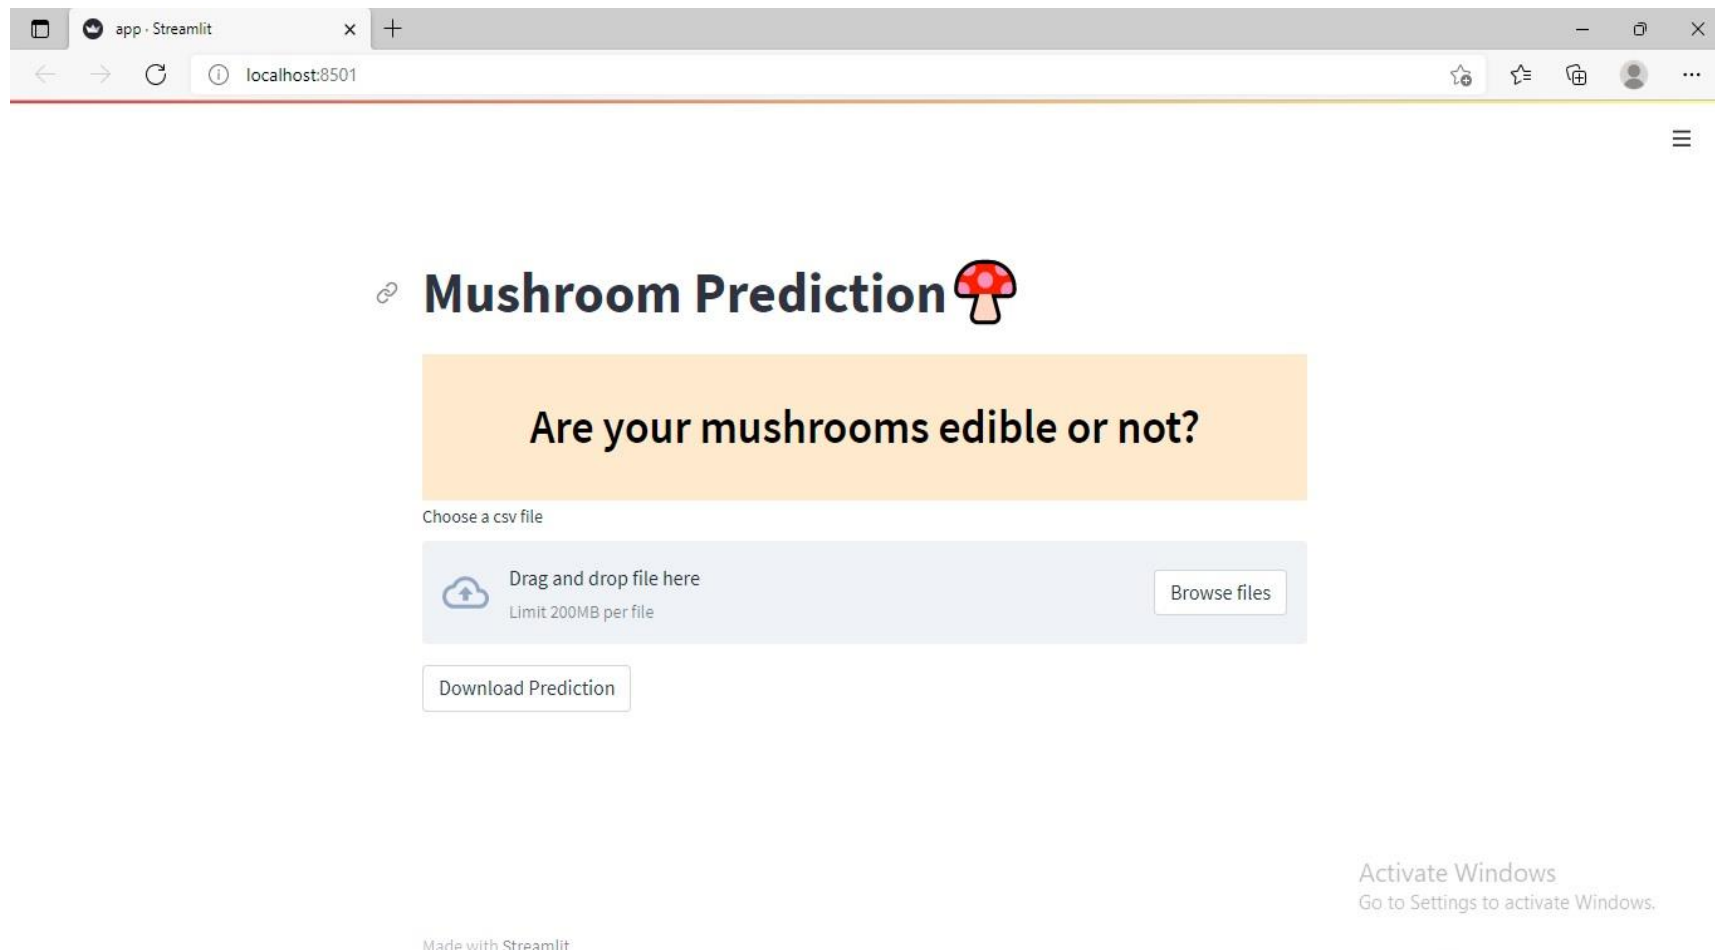 app · Streamlit
localhost:8501
Mushroom Prediction
Are your mushrooms edible or not?
Choose a csv file
Drag and drop file here
Limit 200MB per file
Browse files
Download Prediction
Activate Windows
Go to Settings to activate Windows.
Made with Streamlit